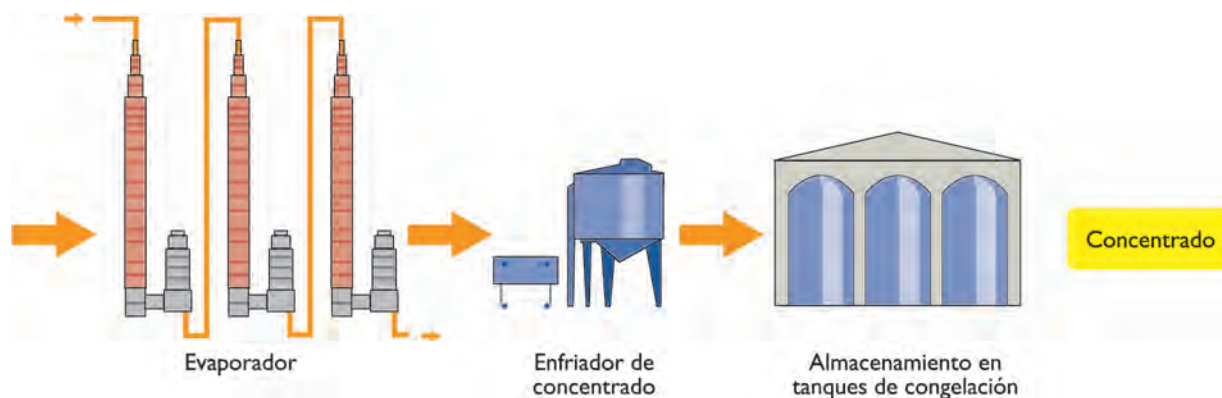 Evaporador
Enfriador de
concentrado
Almacenamiento en
tanques de congelación
Concentrado